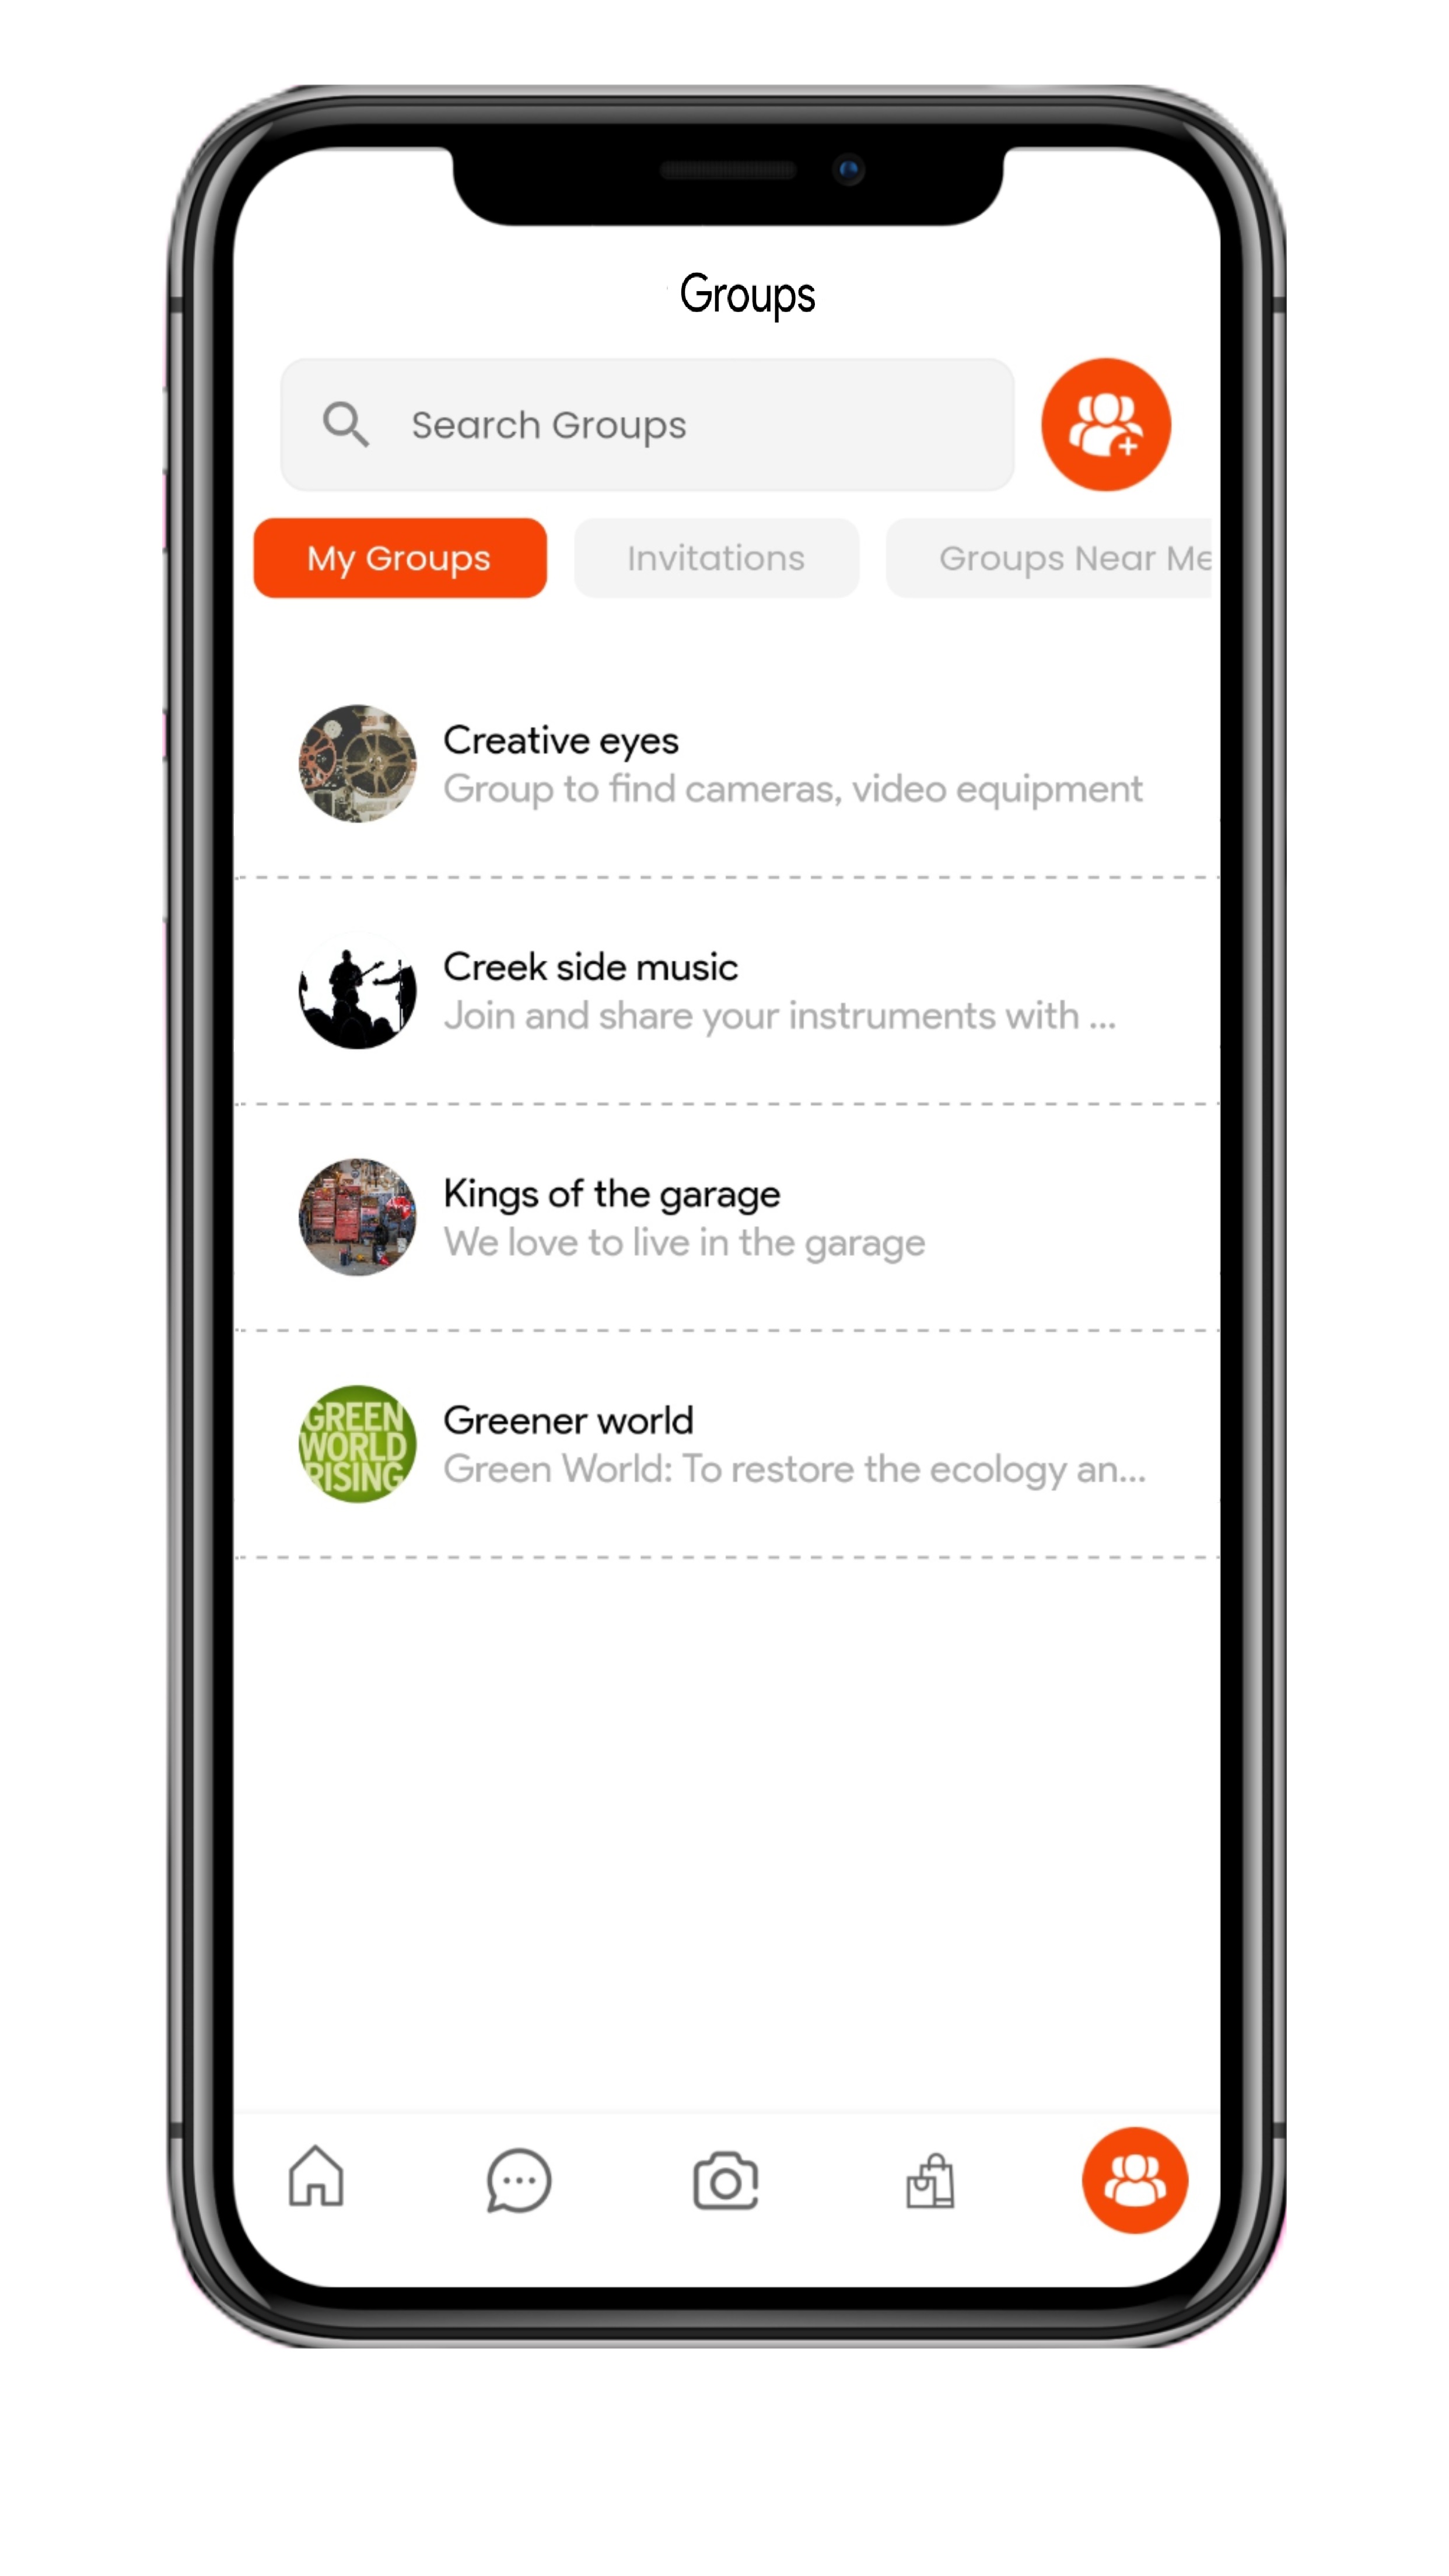 Groups
Search Groups
My Groups
Invitations
Groups Near Me
Creative eyes
Group to find cameras, video equipment
Creek side music
Join and share your instruments with ...
Kings of the garage
We love to live in the garage
GREEN
WORLD
RISING
Greener world
Green World: To restore the ecology an...